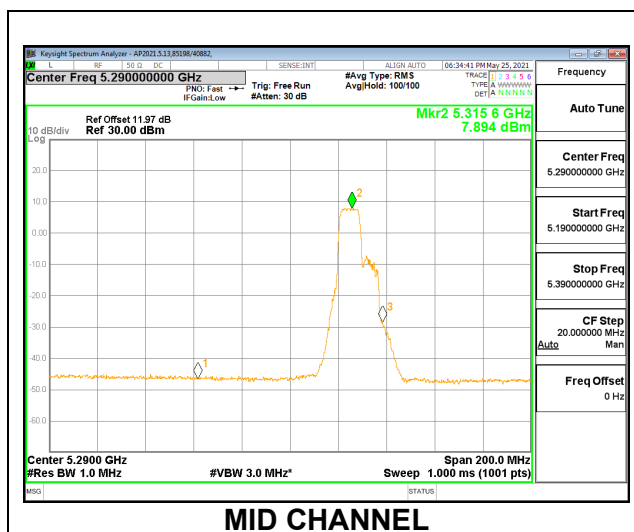 Keysight Spectrum Analyzer - AP2021.5.13,85198/40882,
L RF 50 Ω DC SENSE:INT ALIGN AUTO 06:34:41 PM May 25, 2021
Center Freq 5.290000000 GHz
PNO: Fast
IFGain:Low
Trig: Free Run
#Atten: 30 dB
#Avg Type: RMS
Avg|Hold: 100/100
TRACE 1 2 3 4 5 6
TYPE A WWWWW
DET A N N N N N
Frequency
Auto Tune
Center Freq
5.290000000 GHz
Start Freq
5.190000000 GHz
Stop Freq
5.390000000 GHz
CF Step
20.000000 MHz
Auto Man
Freq Offset
0 Hz
Ref Offset 11.97 dB
10 dB/div Ref 30.00 dBm
Log
Mkr2 5.315 6 GHz
7.894 dBm
20.0
10.0
0.00
-10.0
-20.0
-30.0
-40.0
-50.0
-60.0
1
2
3
Center 5.2900 GHz Span 200.0 MHz
#Res BW 1.0 MHz #VBW 3.0 MHz* Sweep 1.000 ms (1001 pts)
MSG STATUS
MID CHANNEL